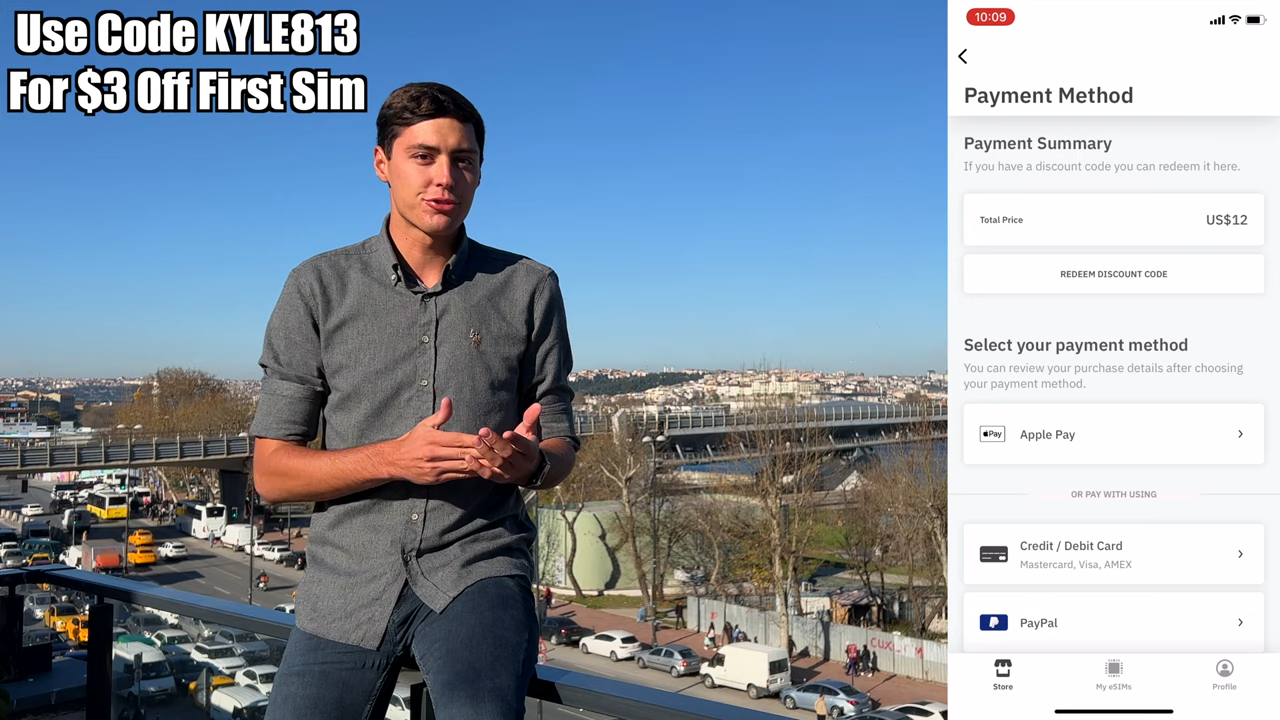 Use Code KYLE813
For $3 Off First Sim
10:09
Payment Method
Payment Summary
If you have a discount code you can redeem it here.
Total Price
US$12
REDEEM DISCOUNT CODE
Select your payment method
You can review your purchase details after choosing
your payment method.
Pay
Apple Pay
OR PAY WITH USING
Credit / Debit Card
Mastercard, Visa, AMEX
PayPal
Store
My eSIMs
Profile